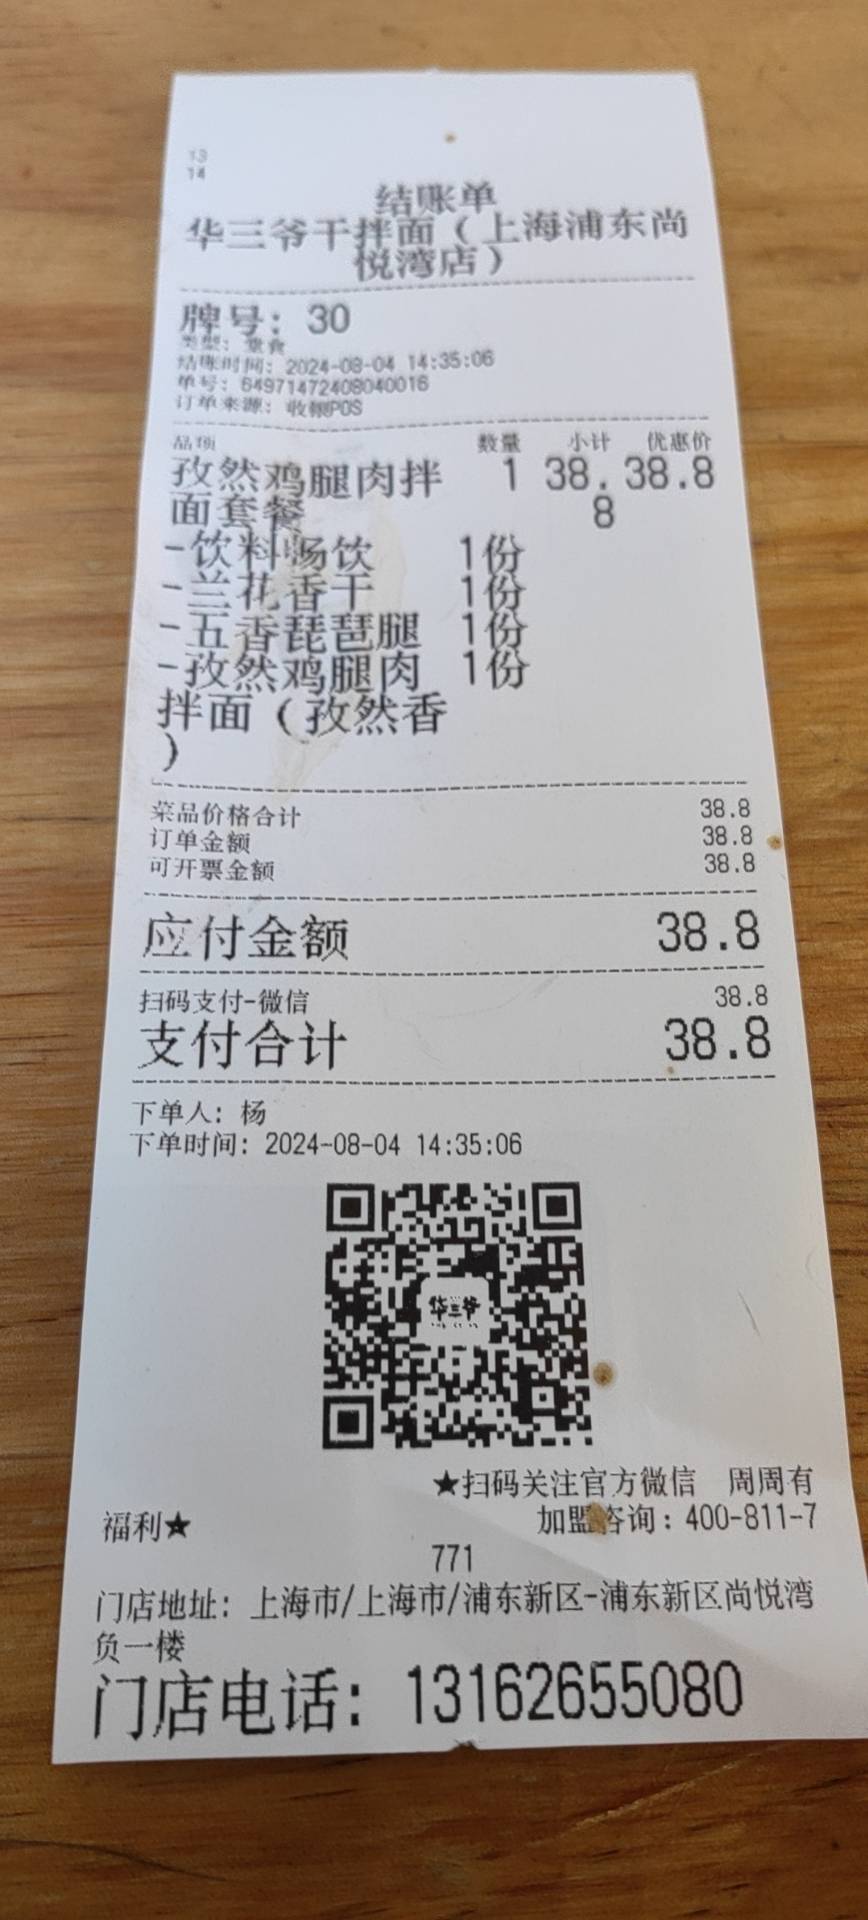 13
14
结账单
华三爷干拌面（上海浦东尚
悦湾店）
牌号：30
类型：堂食
结账时间：2024-08-04 14:35:06
单号：64971472408040016
订单来源：收银POS
品项 数量 小计 优惠价
孜然鸡腿肉拌 1 38. 38.8
面套餐 8
-饮料畅饮 1份
-兰花香干 1份
-五香琵琶腿 1份
-孜然鸡腿肉 1份
拌面（孜然香
）
菜品价格合计 38.8
订单金额 38.8
可开票金额 38.8
应付金额 38.8
扫码支付-微信 38.8
支付合计 38.8
下单人：杨
下单时间：2024-08-04 14:35:06
华三爷
★扫码关注官方微信 周周有
福利★ 加盟咨询：400-811-7
771
门店地址：上海市/上海市/浦东新区-浦东新区尚悦湾
负一楼
门店电话：13162655080